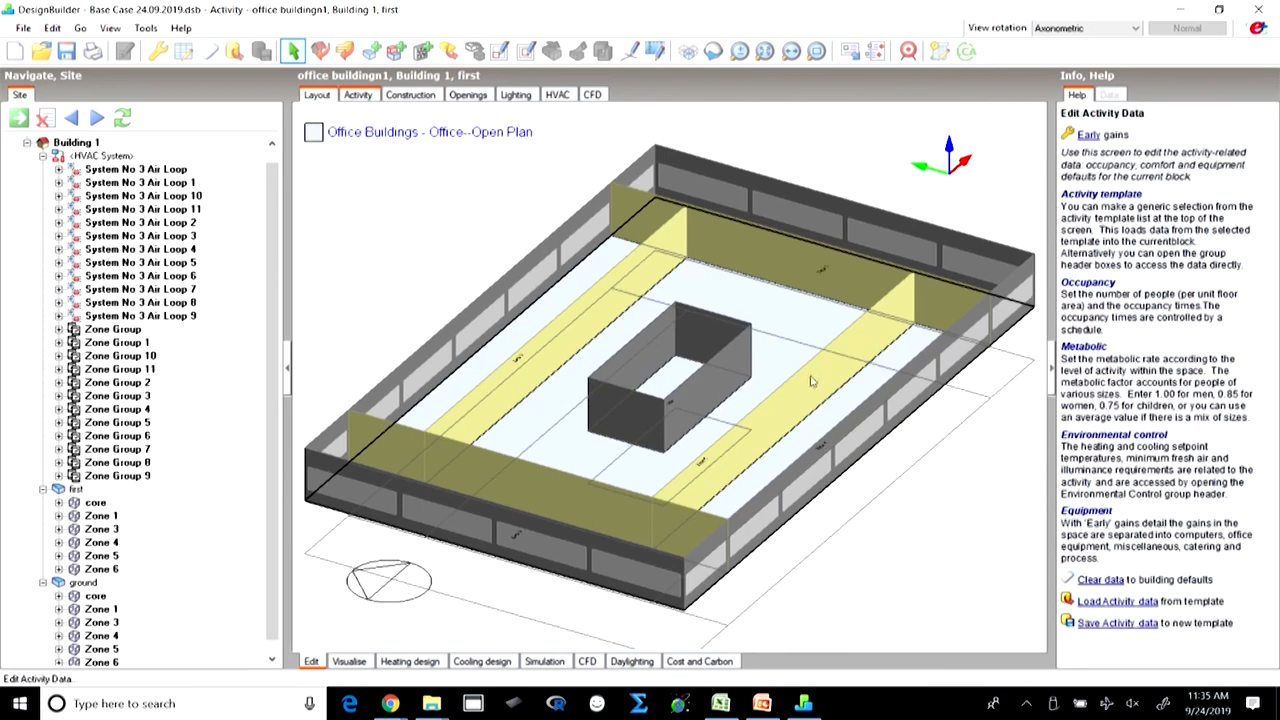 DesignBuilder - Base Case 24.09.2019.dsb - Activity - office buildingn1, Building 1, first
File Edit Go View Tools Help
View rotation Axonometric Normal
Navigate, Site
office buildingn1, Building 1, first
Info, Help
Site
Layout Activity Construction Openings Lighting HVAC CFD
Help Data
Building 1
<HVAC System>
System No 3 Air Loop
System No 3 Air Loop 1
System No 3 Air Loop 10
System No 3 Air Loop 11
System No 3 Air Loop 2
System No 3 Air Loop 3
System No 3 Air Loop 4
System No 3 Air Loop 5
System No 3 Air Loop 6
System No 3 Air Loop 7
System No 3 Air Loop 8
System No 3 Air Loop 9
Zone Group
Zone Group 1
Zone Group 10
Zone Group 11
Zone Group 2
Zone Group 3
Zone Group 4
Zone Group 5
Zone Group 6
Zone Group 7
Zone Group 8
Zone Group 9
first
core
Zone 1
Zone 3
Zone 4
Zone 5
Zone 6
ground
core
Zone 1
Zone 3
Zone 4
Zone 5
Zone 6
Office Buildings - Office--Open Plan
Edit Activity Data
Early gains
Use this screen to edit the activity-related
data: occupancy, comfort and equipment
defaults for the current block.
Activity template
You can make a generic selection from the
activity template list at the top of the
screen. This loads data from the selected
template into the currentblock.
Alternatively you can open the group
header boxes to access the data directly.
Occupancy
Set the number of people (per unit floor
area) and the occupancy times.The
occupancy times are controlled by a
schedule.
Metabolic
Set the metabolic rate according to the
level of activity within the space. The
metabolic factor accounts for people of
various sizes. Enter 1.00 for men, 0.85 for
women, 0.75 for children, or you can use
an average value if there is a mix of sizes.
Environmental control
The heating and cooling setpoint
temperatures, minimum fresh air and
illuminance requirements are related to the
activity and are accessed by opening the
Environmental Control group header.
Equipment
With 'Early' gains detail the gains in the
space are separated into computers, office
equipment, miscellaneous, catering and
process.
Clear data to building defaults
Load Activity data from template
Save Activity data to new template
Edit Visualise Heating design Cooling design Simulation CFD Daylighting Cost and Carbon
Edit Activity Data.
Type here to search
11:35 AM
9/24/2019